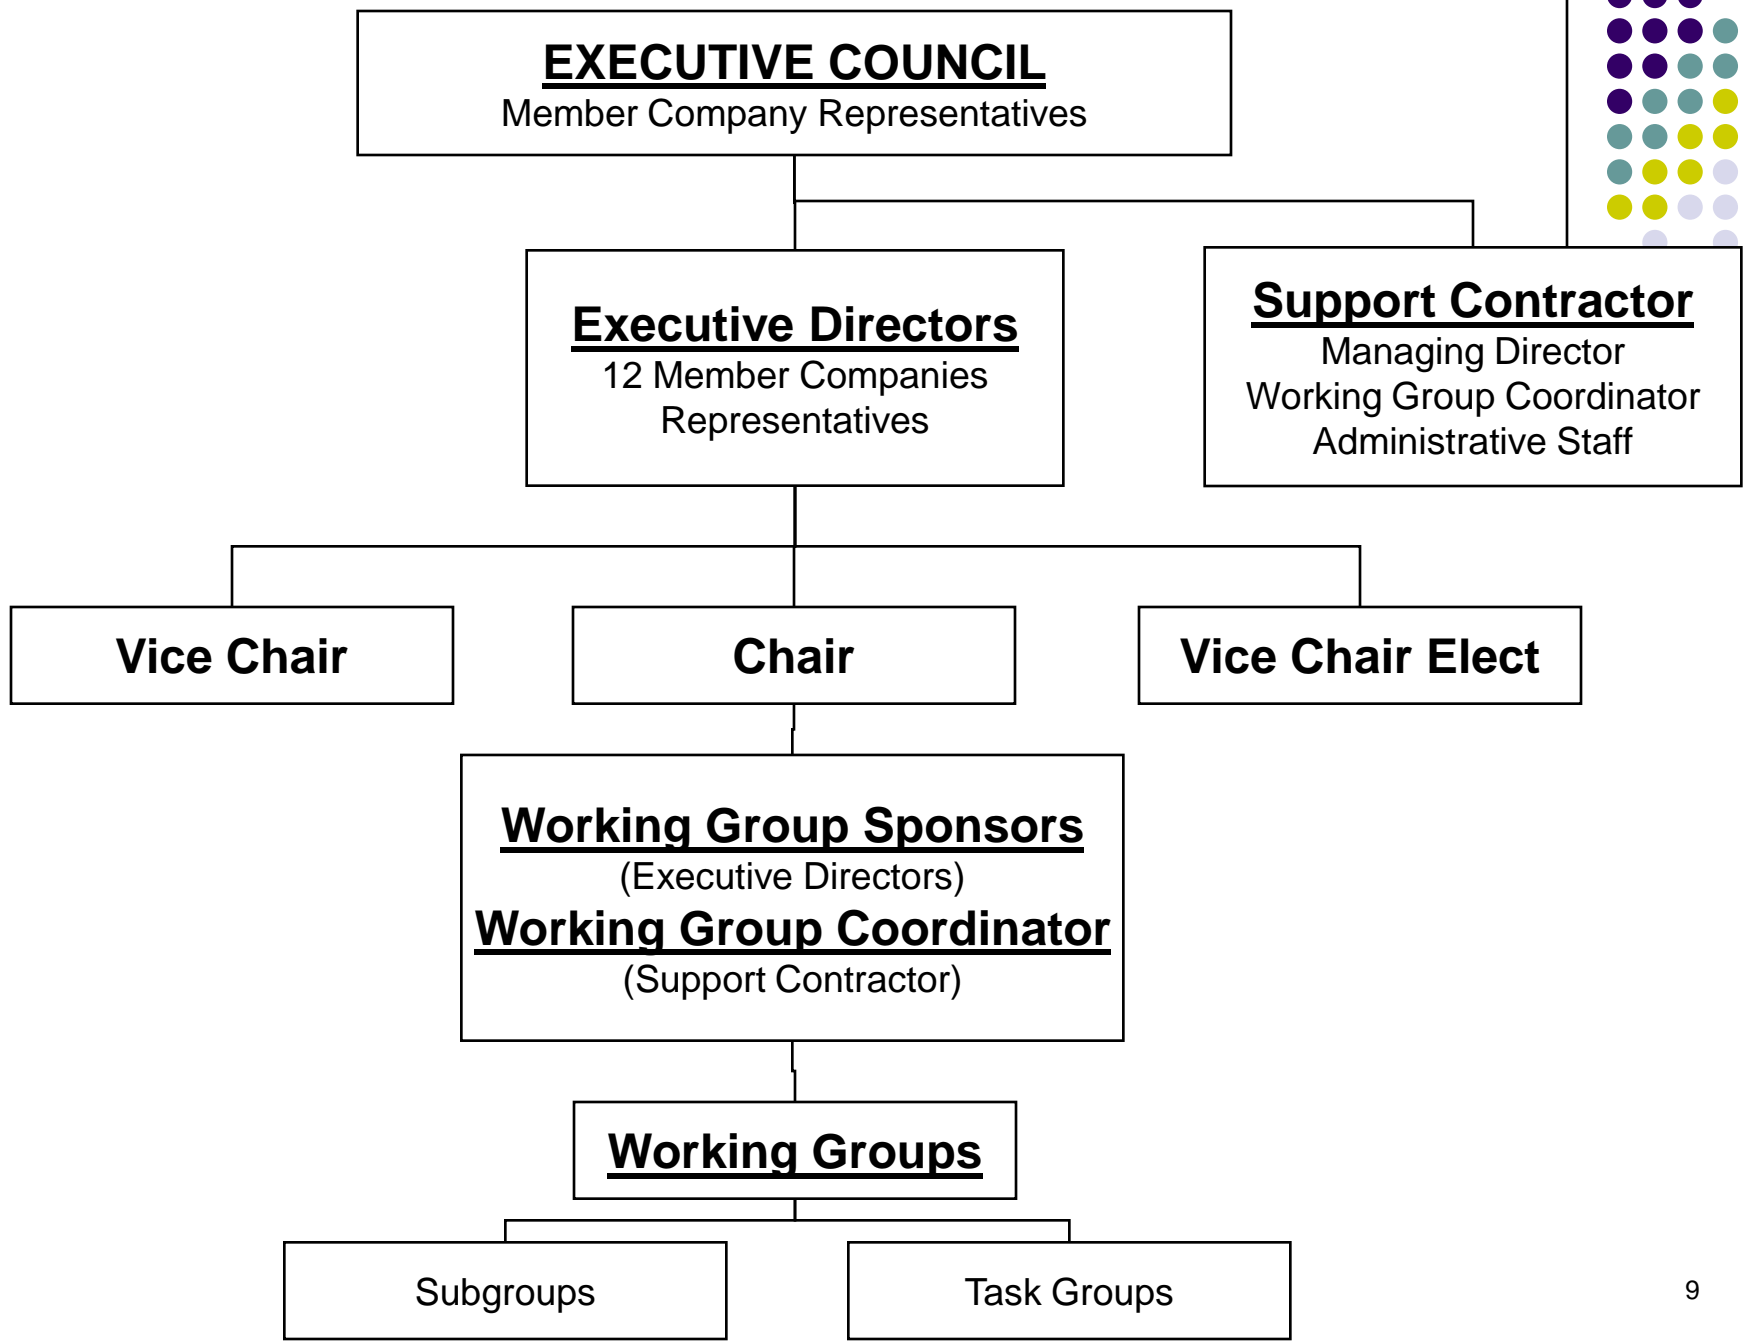 EXECUTIVE COUNCIL
Member Company Representatives
Executive Directors
12 Member Companies
Representatives
Support Contractor
Managing Director
Working Group Coordinator
Administrative Staff
Vice Chair
Chair
Vice Chair Elect
Working Group Sponsors
(Executive Directors)
Working Group Coordinator
(Support Contractor)
Working Groups
Subgroups
Task Groups
9